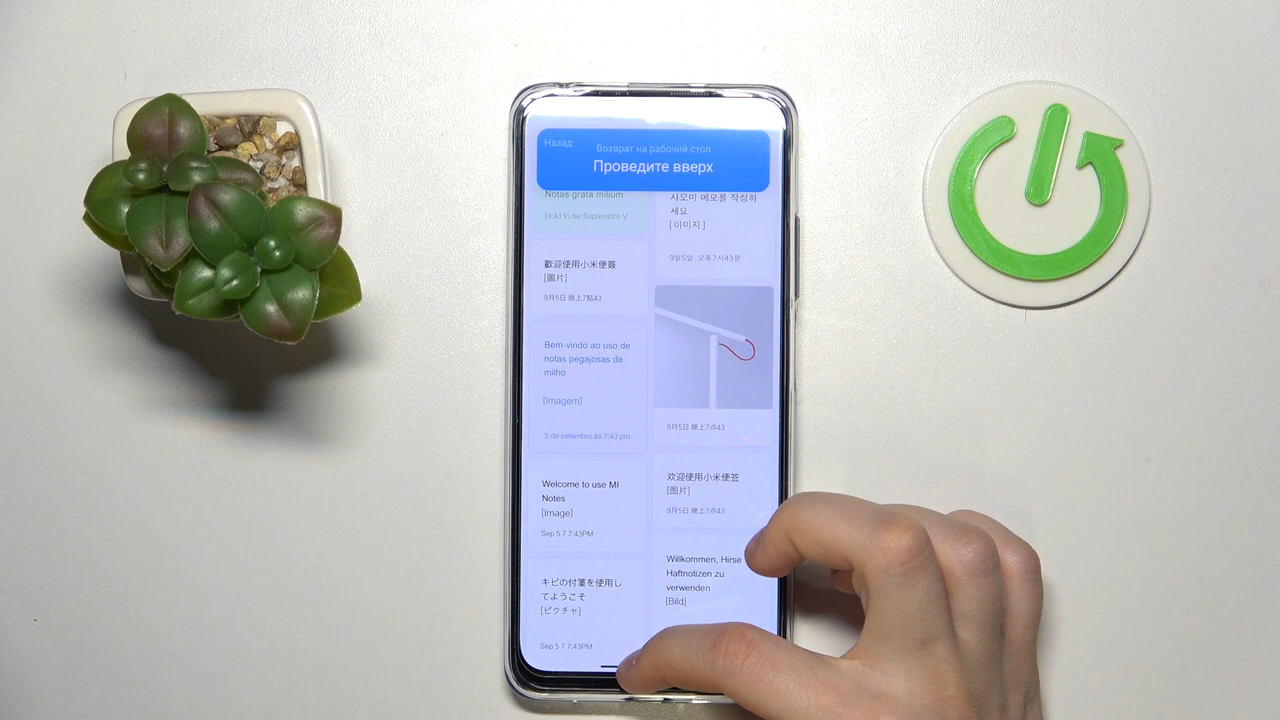 Назад
Возврат на рабочий стол
Проведите вверх
Notas grata milium
19:43 In die Septembris V
歡迎使用小米便簽
[圖片]
9月5日 晚上7點43
Bem-vindo ao uso de
notas pegajosas de
milho
[Imagem]
5 de setembro às 7:43 pm
Welcome to use MI
Notes
[Image]
Sep 5 7 7:43PM
キビの付箋を使用し
てようこそ
[ピクチャ]
Sep 5 7 7:43PM
샤오미 메모를 작성하
세요
[이미지]
9월5일 오후7시43분
9月5日 晚上7点43
欢迎使用小米便签
[图片]
9月5日 晚上7点43
Willkommen, Hirse
Haftnotizen zu
verwenden
[Bild]